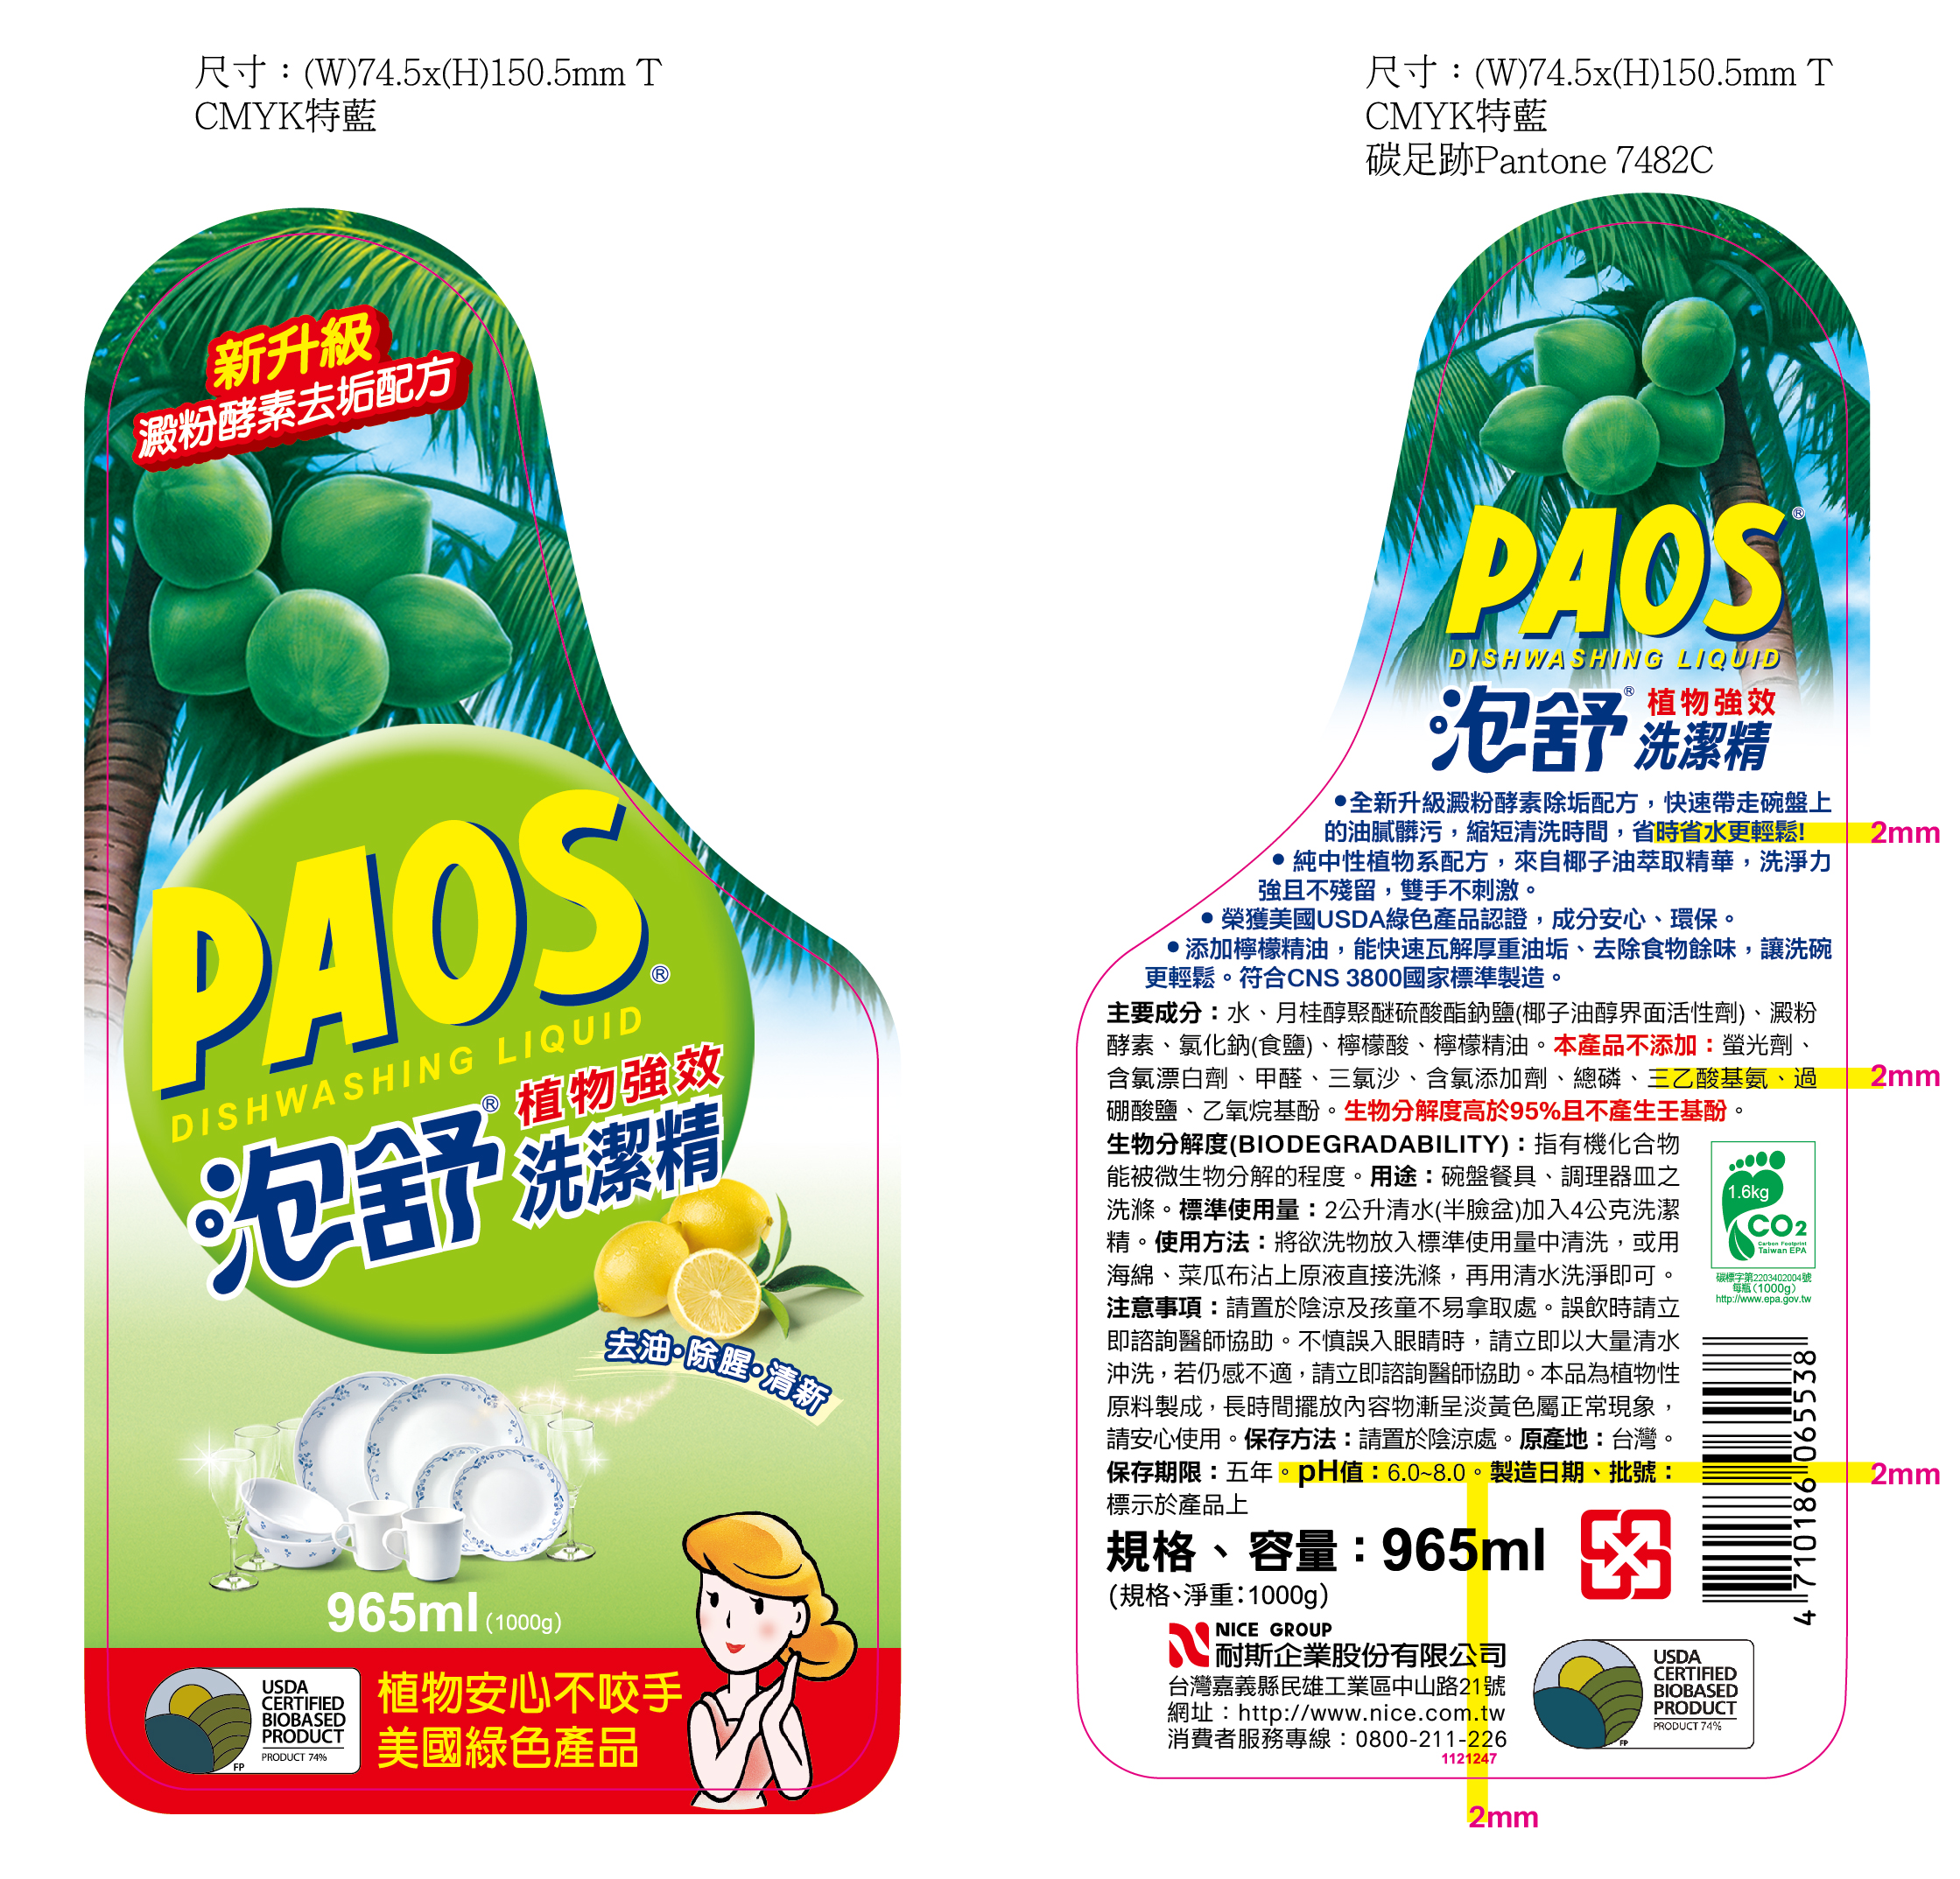 尺寸：(W)74.5x(H)150.5mm T
CMYK特藍
新升級
澱粉酵素去垢配方
PAOS®
DISHWASHING LIQUID
泡舒®
植物強效
洗潔精
去油・除腥・清新
965ml(1000g)
USDA
CERTIFIED
BIOBASED
PRODUCT
PRODUCT 74%
FP
植物安心不咬手
美國綠色產品
尺寸：(W)74.5x(H)150.5mm T
CMYK特藍
碳足跡Pantone 7482C
PAOS®
DISHWASHING LIQUID
泡舒®
植物強效
洗潔精
●全新升級澱粉酵素除垢配方，快速帶走碗盤上
的油膩髒污，縮短清洗時間，省時省水更輕鬆!
2mm
● 純中性植物系配方，來自椰子油萃取精華，洗淨力
強且不殘留，雙手不刺激。
● 榮獲美國USDA綠色產品認證，成分安心、環保。
●添加檸檬精油，能快速瓦解厚重油垢、去除食物餘味，讓洗碗
更輕鬆。符合CNS 3800國家標準製造。
主要成分：水、月桂醇聚醚硫酸酯鈉鹽(椰子油醇界面活性劑)、澱粉
酵素、氯化鈉(食鹽)、檸檬酸、檸檬精油。本產品不添加：螢光劑、
含氯漂白劑、甲醛、三氯沙、含氯添加劑、總磷、三乙酸基氨、過
2mm
硼酸鹽、乙氧烷基酚。生物分解度高於95%且不產生壬基酚。
生物分解度(BIODEGRADABILITY)：指有機化合物
能被微生物分解的程度。用途：碗盤餐具、調理器皿之
洗滌。標準使用量：2公升清水(半臉盆)加入4公克洗潔
精。使用方法：將欲洗物放入標準使用量中清洗，或用
海綿、菜瓜布沾上原液直接洗滌，再用清水洗淨即可。
注意事項：請置於陰涼及孩童不易拿取處。誤飲時請立
即諮詢醫師協助。不慎誤入眼睛時，請立即以大量清水
沖洗，若仍感不適，請立即諮詢醫師協助。本品為植物性
原料製成，長時間擺放內容物漸呈淡黃色屬正常現象，
請安心使用。保存方法：請置於陰涼處。原產地：台灣。
保存期限：五年。pH值：6.0~8.0。製造日期、批號：
2mm
標示於產品上
1.6kg
CO2
Carbon Footprint
Taiwan EPA
碳標字第2203402004號
每瓶(1000g)
http://www.epa.gov.tw
4 710186 065538
規格、容量：965ml
(規格、淨重：1000g)
NICE GROUP
耐斯企業股份有限公司
台灣嘉義縣民雄工業區中山路21號
網址：http://www.nice.com.tw
消費者服務專線：0800-211-226
1121247
USDA
CERTIFIED
BIOBASED
PRODUCT
PRODUCT 74%
FP
2mm